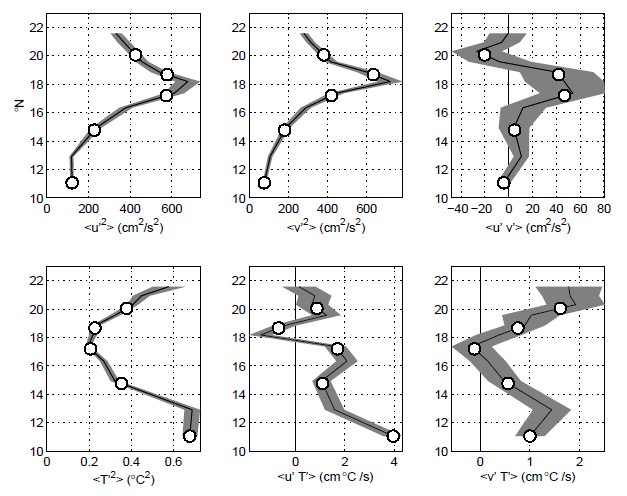 22 22 22
20 20 20
18 18 18
16 16 16
14 14 14
12 12 12
10 10 10
°N
0 200 400 600 0 200 400 600 −40 −20 0 20 40 60 80
<u'²> (cm²/s²) <v'²> (cm²/s²) <u' v'> (cm²/s²)
22 22 22
20 20 20
18 18 18
16 16 16
14 14 14
12 12 12
10 10 10
0 0.2 0.4 0.6 0 2 4 0 1 2
<T'²> (°C²) <u' T'> (cm°C /s) <v' T'> (cm°C /s)